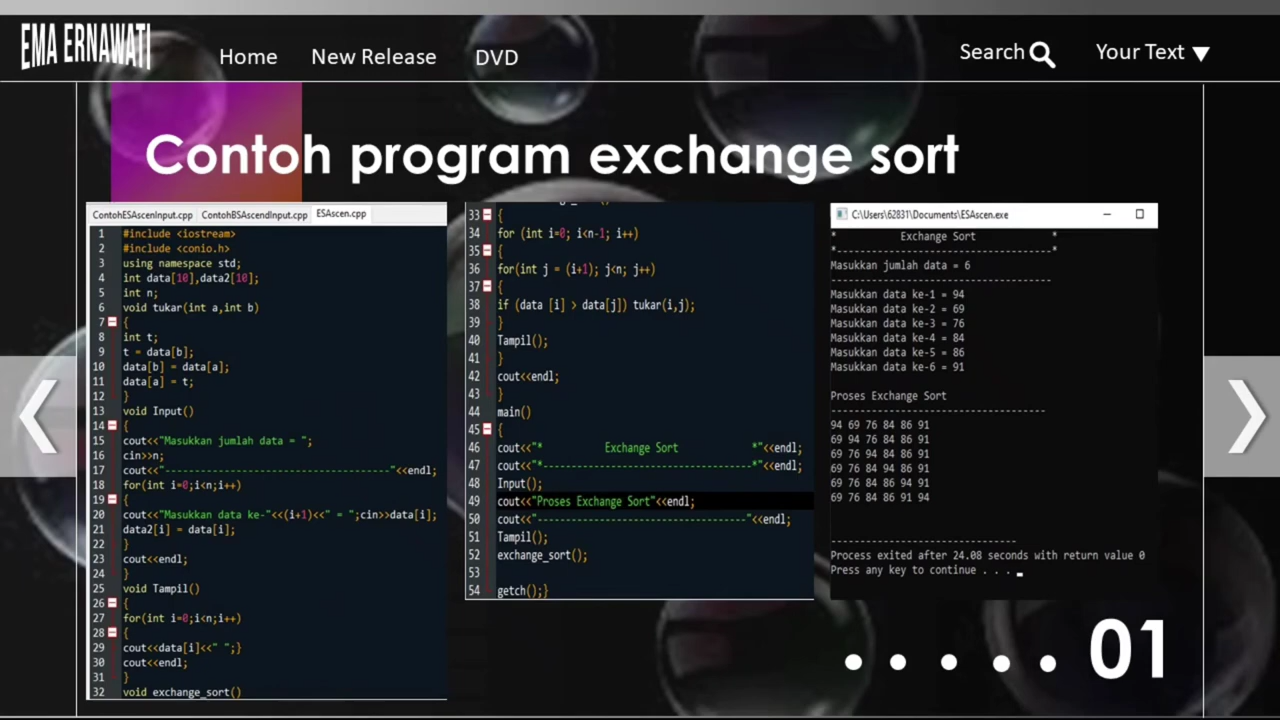 EMA ERNAWATI
Home New Release DVD
Search Your Text
Contoh program exchange sort
ContohESAscenInput.cpp ContohBSAscendInput.cpp ESAscen.cpp
1 #include <iostream>
2 #include <conio.h>
3 using namespace std;
4 int data[10],data2[10];
5 int n;
6 void tukar(int a,int b)
7 {
8 int t;
9 t = data[b];
10 data[b] = data[a];
11 data[a] = t;
12 }
13 void Input()
14 {
15 cout<<"Masukkan jumlah data = ";
16 cin>>n;
17 cout<<"--------------------------------------"<<endl;
18 for(int i=0;i<n;i++)
19 {
20 cout<<"Masukkan data ke-"<<(i+1)<<" = ";cin>>data[i];
21 data2[i] = data[i];
22 }
23 cout<<endl;
24 }
25 void Tampil()
26 {
27 for(int i=0;i<n;i++)
28 {
29 cout<<data[i]<<" ";}
30 cout<<endl;
31 }
32 void exchange_sort()
33 {
34 for (int i=0; i<n-1; i++)
35 {
36 for(int j = (i+1); j<n; j++)
37 {
38 if (data [i] > data[j]) tukar(i,j);
39 }
40 Tampil();
41 }
42 cout<<endl;
43 }
44 main()
45 {
46 cout<<"* Exchange Sort *"<<endl;
47 cout<<"*-----------------------------------*"<<endl;
48 Input();
49 cout<<"Proses Exchange Sort"<<endl;
50 cout<<"-----------------------------------"<<endl;
51 Tampil();
52 exchange_sort();
53
54 getch();}
C:\Users\62831\Documents\ESAscen.exe
* Exchange Sort *
*-----------------------------------*
Masukkan jumlah data = 6
--------------------------------------
Masukkan data ke-1 = 94
Masukkan data ke-2 = 69
Masukkan data ke-3 = 76
Masukkan data ke-4 = 84
Masukkan data ke-5 = 86
Masukkan data ke-6 = 91
Proses Exchange Sort
-----------------------------------
94 69 76 84 86 91
69 94 76 84 86 91
69 76 94 84 86 91
69 76 84 94 86 91
69 76 84 86 94 91
69 76 84 86 91 94
--------------------------------
Process exited after 24.08 seconds with return value 0
Press any key to continue . . .
01